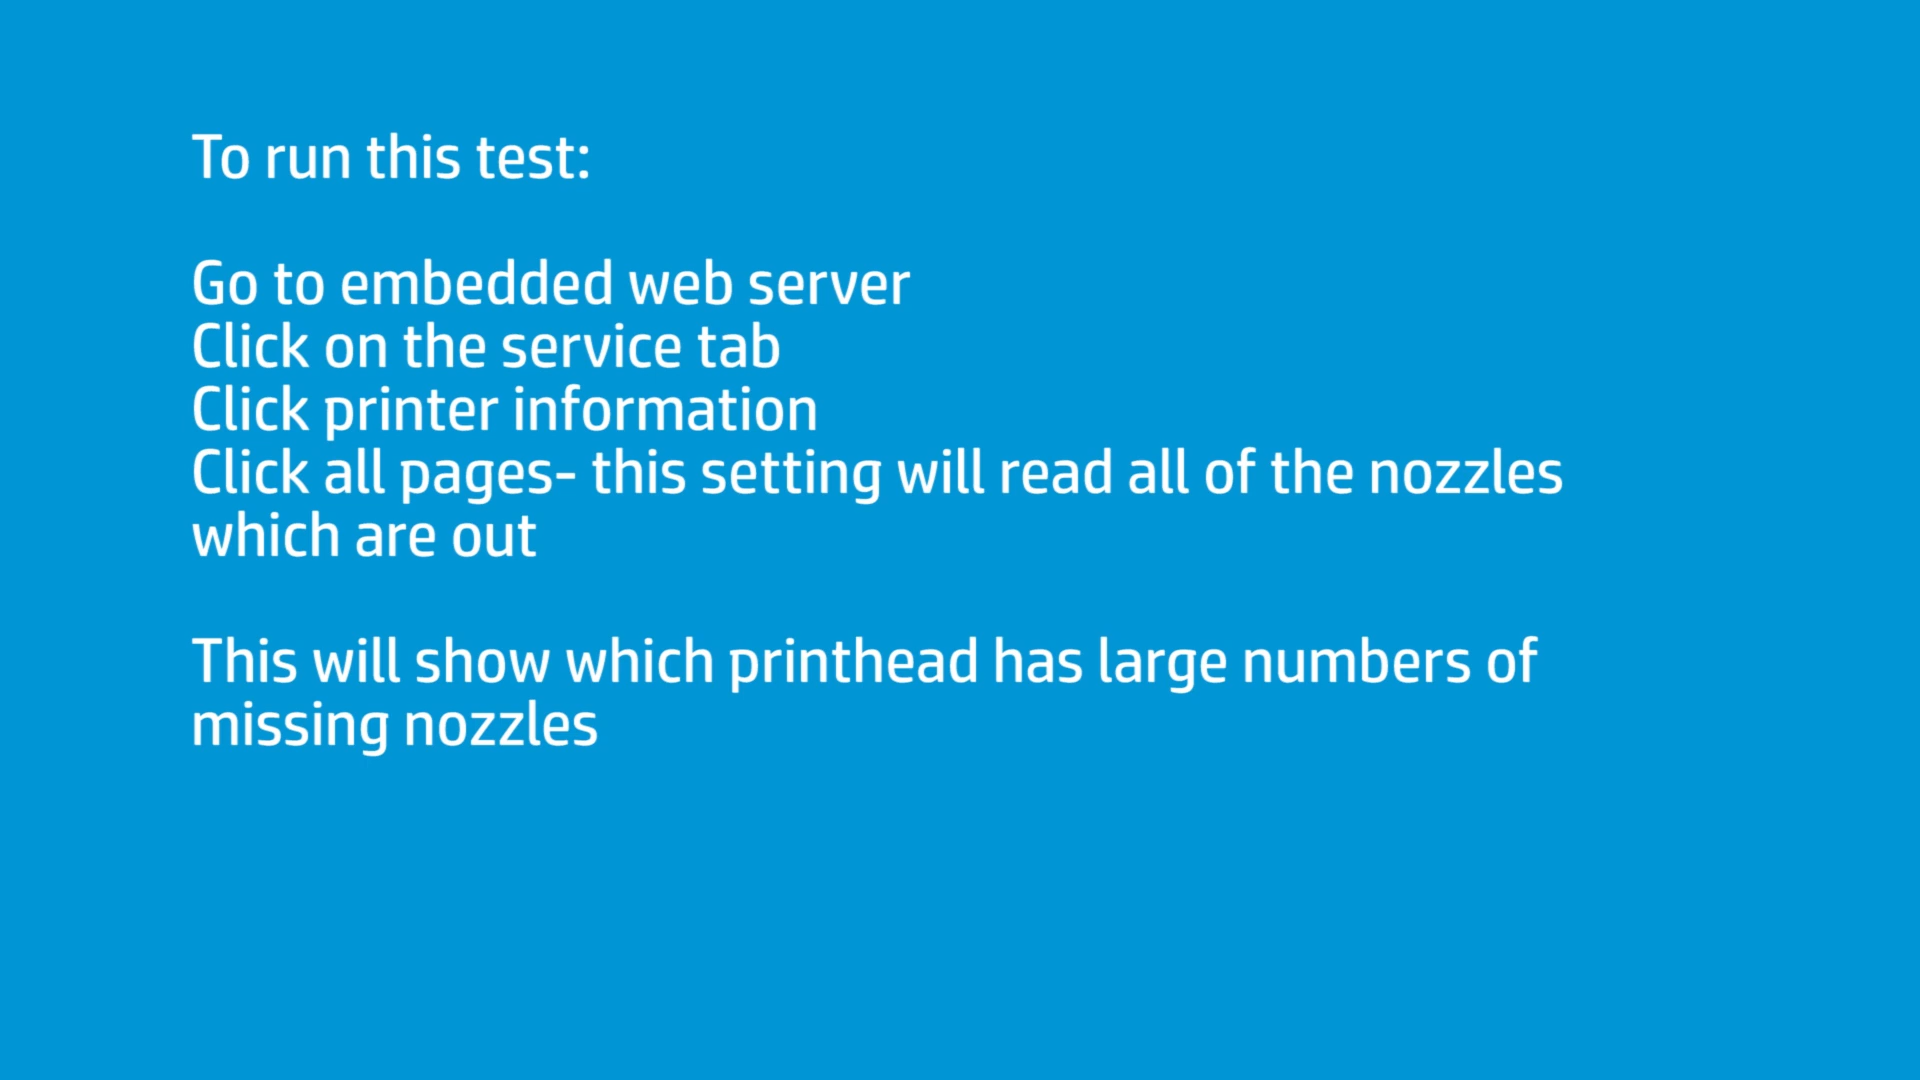 To run this test:
Go to embedded web server
Click on the service tab
Click printer information
Click all pages- this setting will read all of the nozzles
which are out
This will show which printhead has large numbers of
missing nozzles